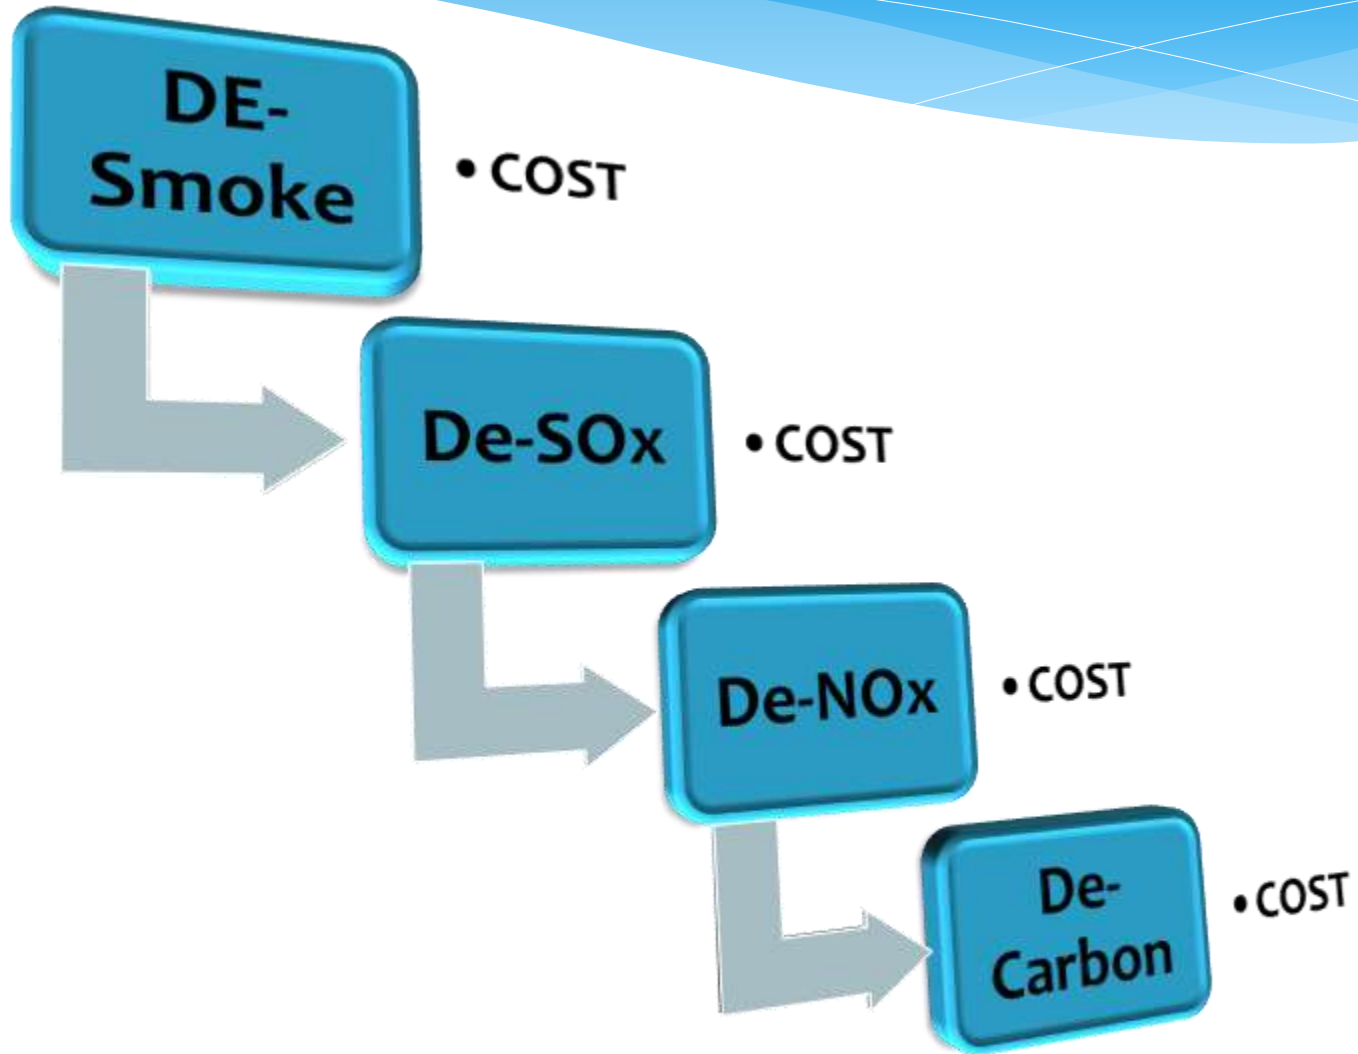 DE-
Smoke
• COST
De-SOx
• COST
De-NOx
• COST
De-
Carbon
• COST